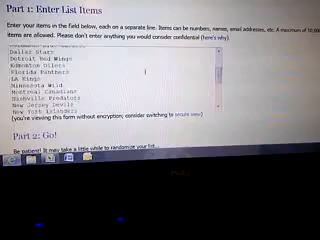 Part 1: Enter List Items
Enter your items in the field below, each on a separate line. Items can be numbers, names, email addresses, etc. A maximum of 10,00
items are allowed. Please don't enter anything you would consider confidential (here's why).
Dallas Stars
Detroit Red Wings
Edmonton Oilers
Florida Panthers
LA Kings
Minnesota Wild
Montreal Canadians
Nashville Predators
New Jersey Devils
New York Islanders
(you're viewing this form without encryption; consider switching to secure view)
Part 2: Go!
Be patient! It may take a little while to randomize your list...